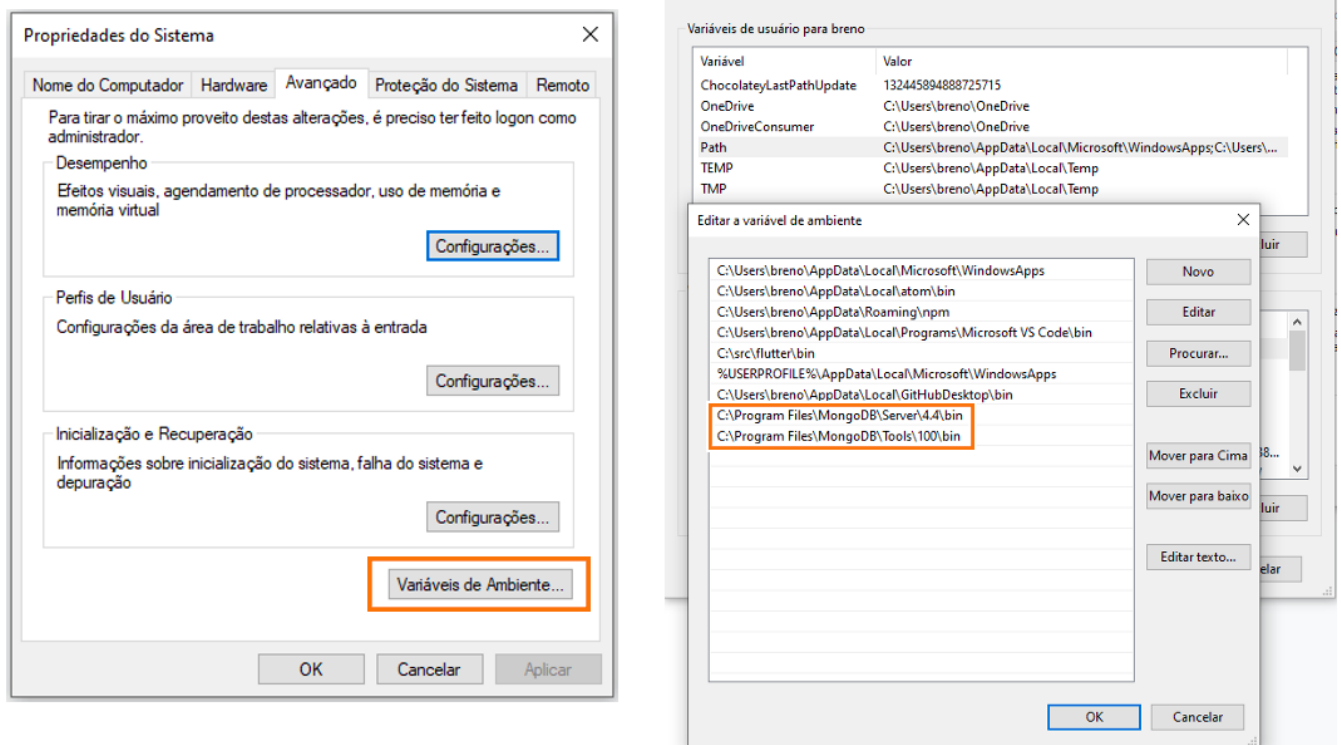 Propriedades do Sistema
Nome do Computador
Hardware
Avançado
Proteção do Sistema
Remoto
Para tirar o máximo proveito destas alterações, é preciso ter feito logon como
administrador.
Desempenho
Efeitos visuais, agendamento de processador, uso de memória e
memória virtual
Configurações...
Perfis de Usuário
Configurações da área de trabalho relativas à entrada
Configurações...
Inicialização e Recuperação
Informações sobre inicialização do sistema, falha do sistema e
depuração
Configurações...
Variáveis de Ambiente...
OK
Cancelar
Aplicar
Variáveis de usuário para breno
Variável Valor
ChocolateyLastPathUpdate 132445894888725715
OneDrive C:\Users\breno\OneDrive
OneDriveConsumer C:\Users\breno\OneDrive
Path C:\Users\breno\AppData\Local\Microsoft\WindowsApps;C:\Users\...
TEMP C:\Users\breno\AppData\Local\Temp
TMP C:\Users\breno\AppData\Local\Temp
luir
Editar a variável de ambiente
C:\Users\breno\AppData\Local\Microsoft\WindowsApps
C:\Users\breno\AppData\Local\atom\bin
C:\Users\breno\AppData\Roaming\npm
C:\Users\breno\AppData\Local\Programs\Microsoft VS Code\bin
C:\src\flutter\bin
%USERPROFILE%\AppData\Local\Microsoft\WindowsApps
C:\Users\breno\AppData\Local\GitHubDesktop\bin
C:\Program Files\MongoDB\Server\4.4\bin
C:\Program Files\MongoDB\Tools\100\bin
Novo
Editar
Procurar...
Excluir
Mover para Cima
Mover para baixo
Editar texto...
OK
Cancelar
38...
luir
elar